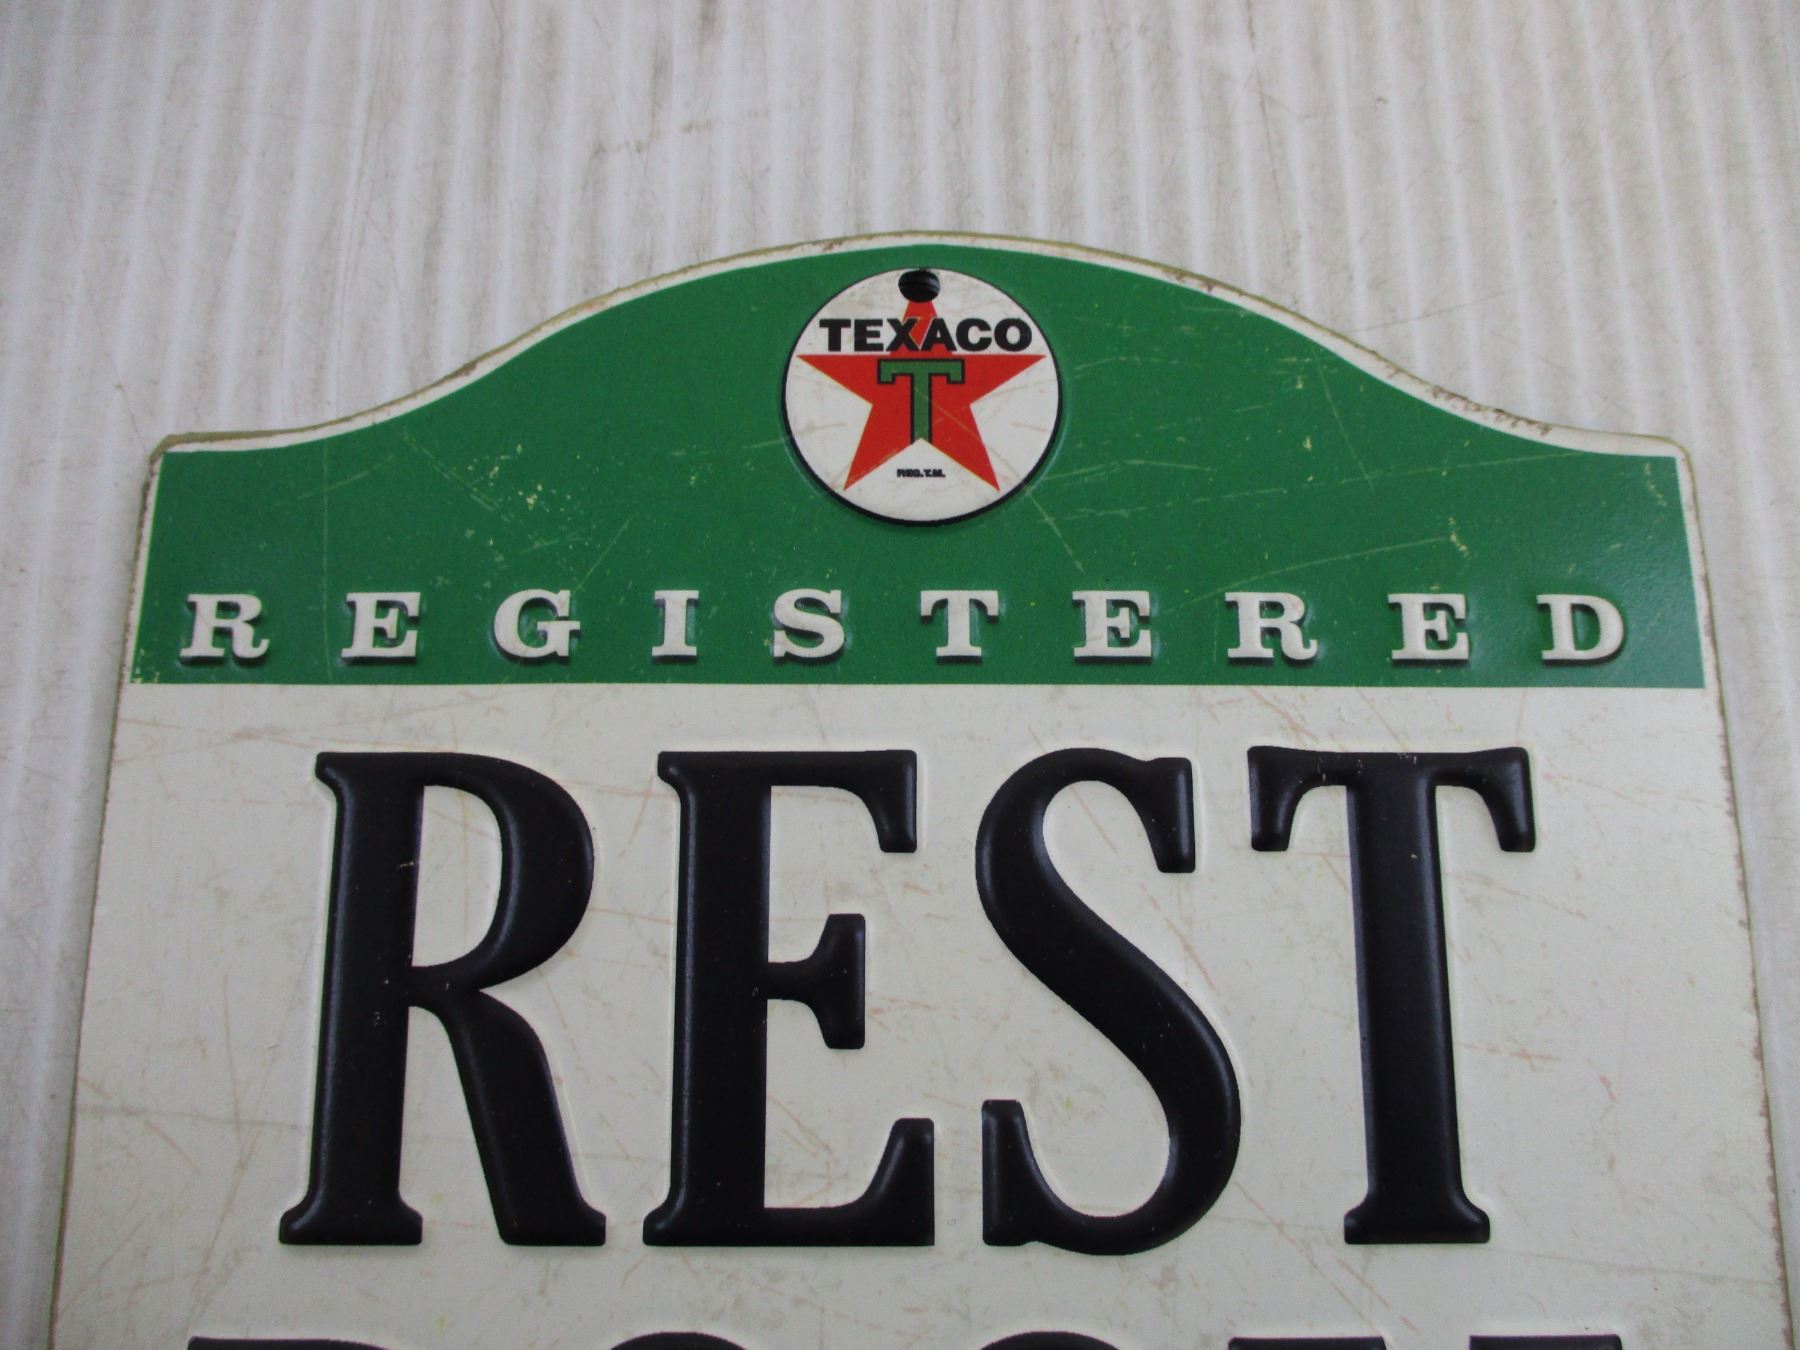 TEXACO
T
REG. T.M.
REGISTERED
REST